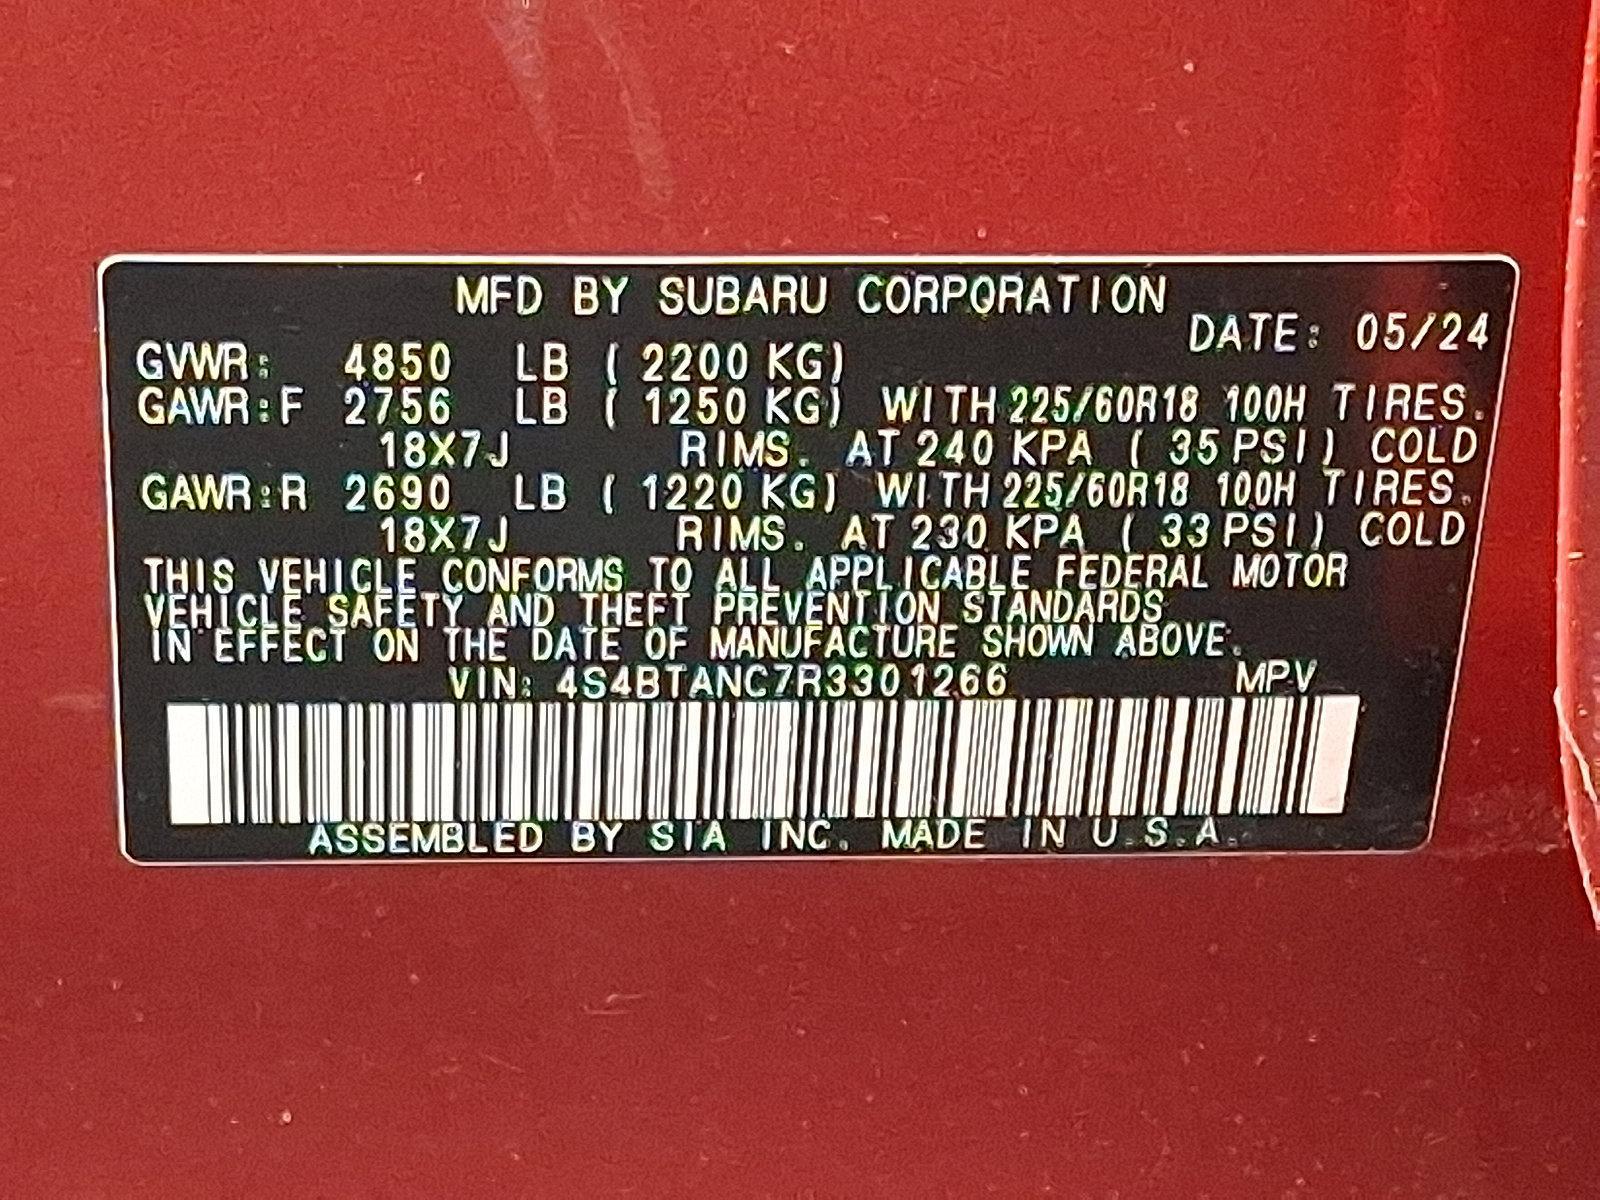 MFD BY SUBARU CORPORATION
DATE: 05/24
GVWR: 4850 LB ( 2200 KG)
GAWR:F 2756 LB ( 1250 KG) WITH 225/60R18 100H TIRES.
18X7J RIMS. AT 240 KPA ( 35 PSI) COLD
GAWR:R 2690 LB ( 1220 KG) WITH 225/60R18 100H TIRES.
18X7J RIMS. AT 230 KPA ( 33 PSI) COLD
THIS VEHICLE CONFORMS TO ALL APPLICABLE FEDERAL MOTOR
VEHICLE SAFETY AND THEFT PREVENTION STANDARDS
IN EFFECT ON THE DATE OF MANUFACTURE SHOWN ABOVE.
VIN: 4S4BTANC7R3301266 MPV
ASSEMBLED BY SIA INC. MADE IN U.S.A.